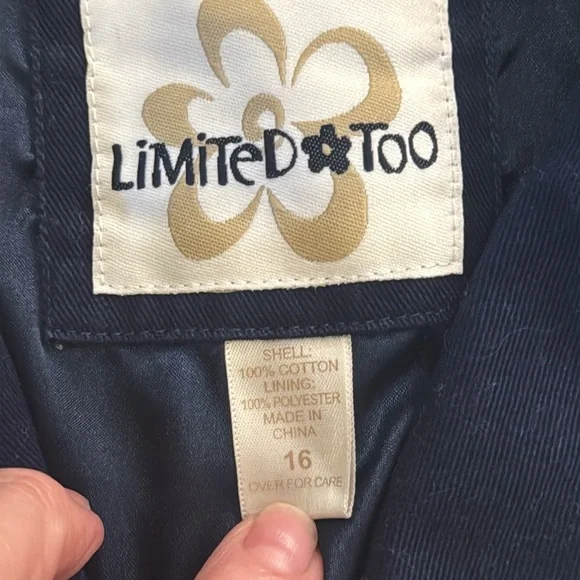 LiMiTeD TOO
SHELL:
100% COTTON
LINING:
100% POLYESTER
MADE IN
CHINA
16
OVER FOR CARE